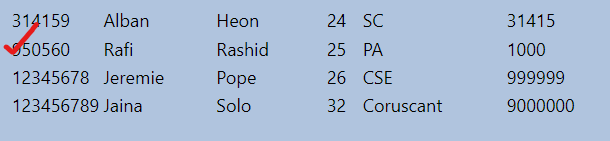 314159 Alban Heon 24 SC 31415
950560 Rafi Rashid 25 PA 1000
12345678 Jeremie Pope 26 CSE 999999
123456789 Jaina Solo 32 Coruscant 9000000